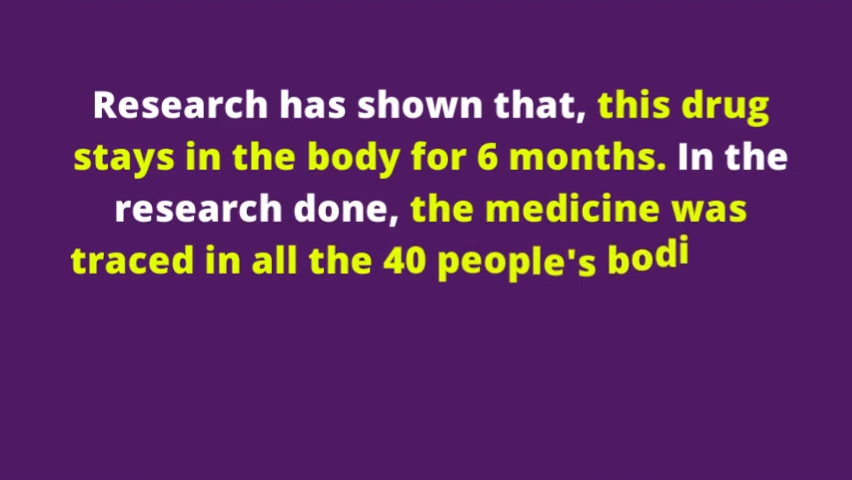 Research has shown that, this drug
stays in the body for 6 months. In the
research done, the medicine was
traced in all the 40 people's bodi